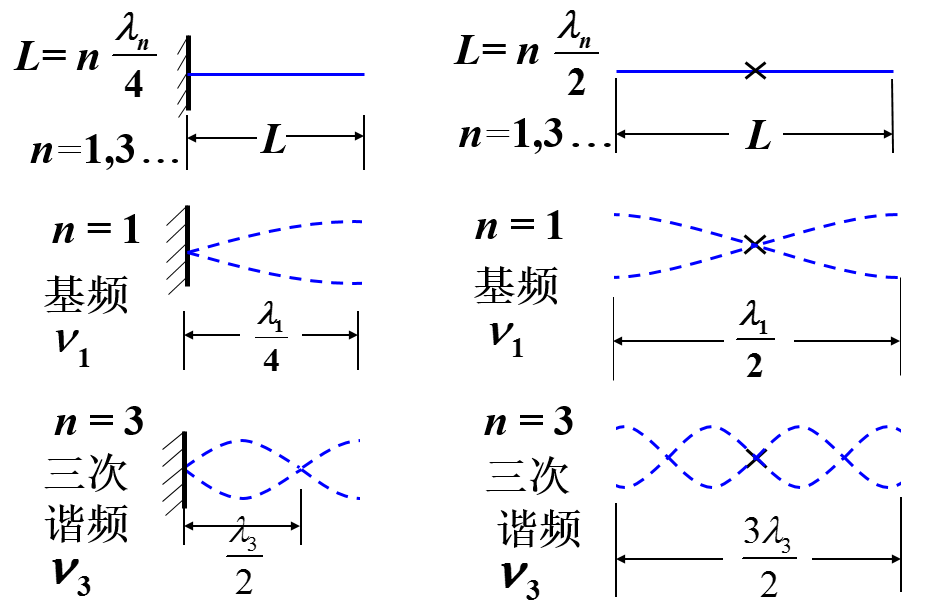 L= n λn/4
n=1,3…
L
n = 1
基频
ν1
λ1/4
n = 3
三次
谐频
ν3
λ3/2
L= n λn/2
n=1,3…
L
n = 1
基频
ν1
λ1/2
n = 3
三次
谐频
ν3
3λ3/2